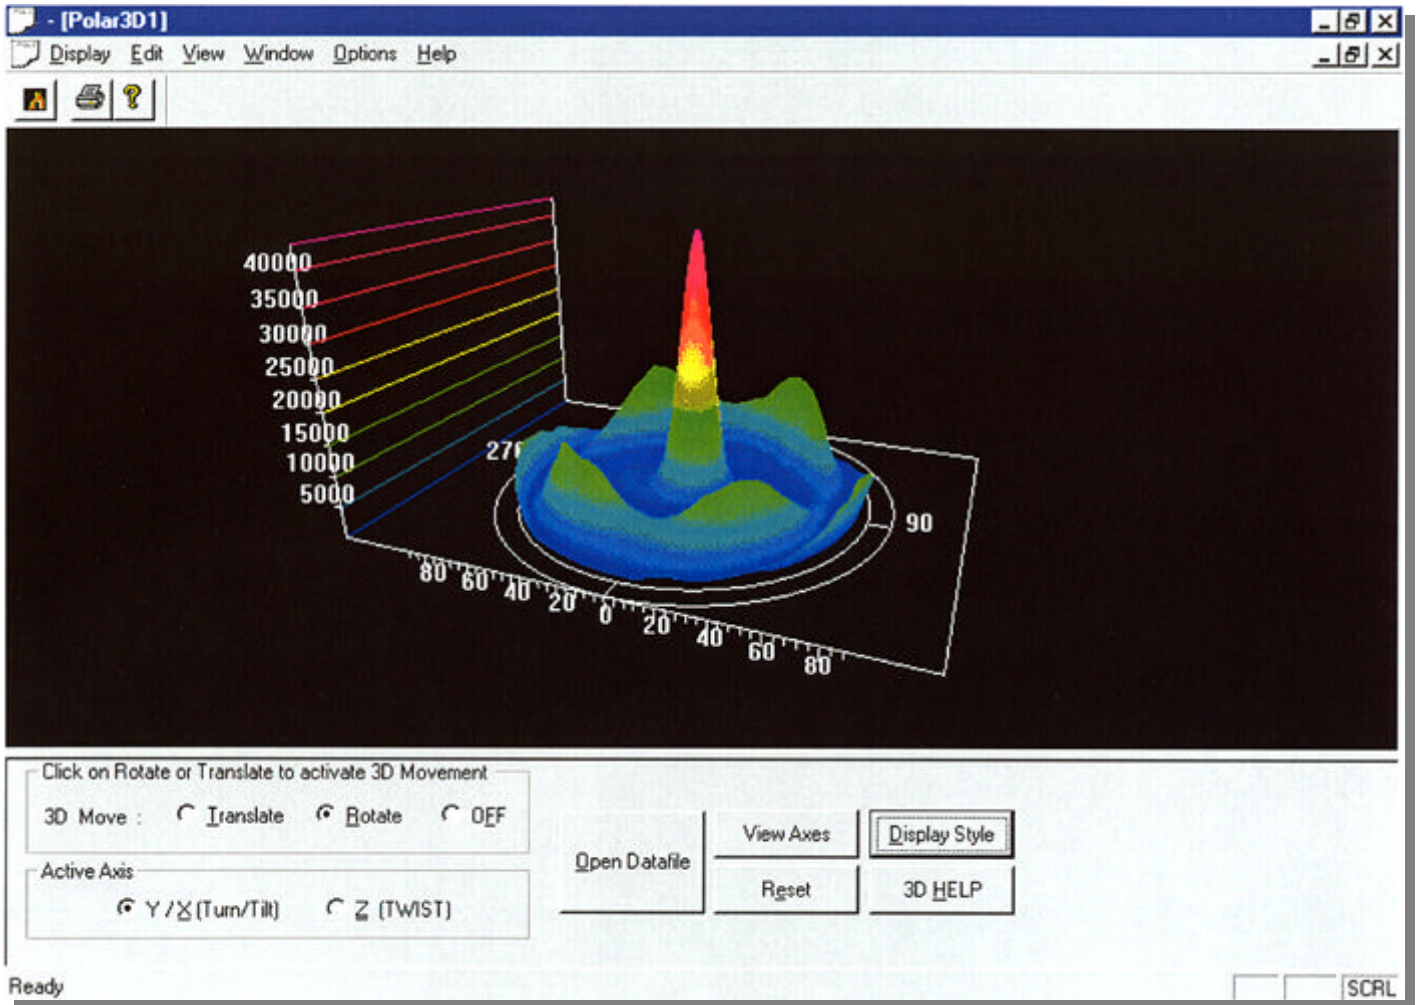 - [Polar3D1]
Display Edit View Window Options Help
40000
35000
30000
25000
20000
15000
10000
5000
270
90
80 60 40 20 0 20 40 60 80
Click on Rotate or Translate to activate 3D Movement
3D Move : Translate Rotate OFF
Active Axis
Y / X (Turn/Tilt) Z (TWIST)
Open Datafile
View Axes
Display Style
Reset
3D HELP
Ready
SCRL